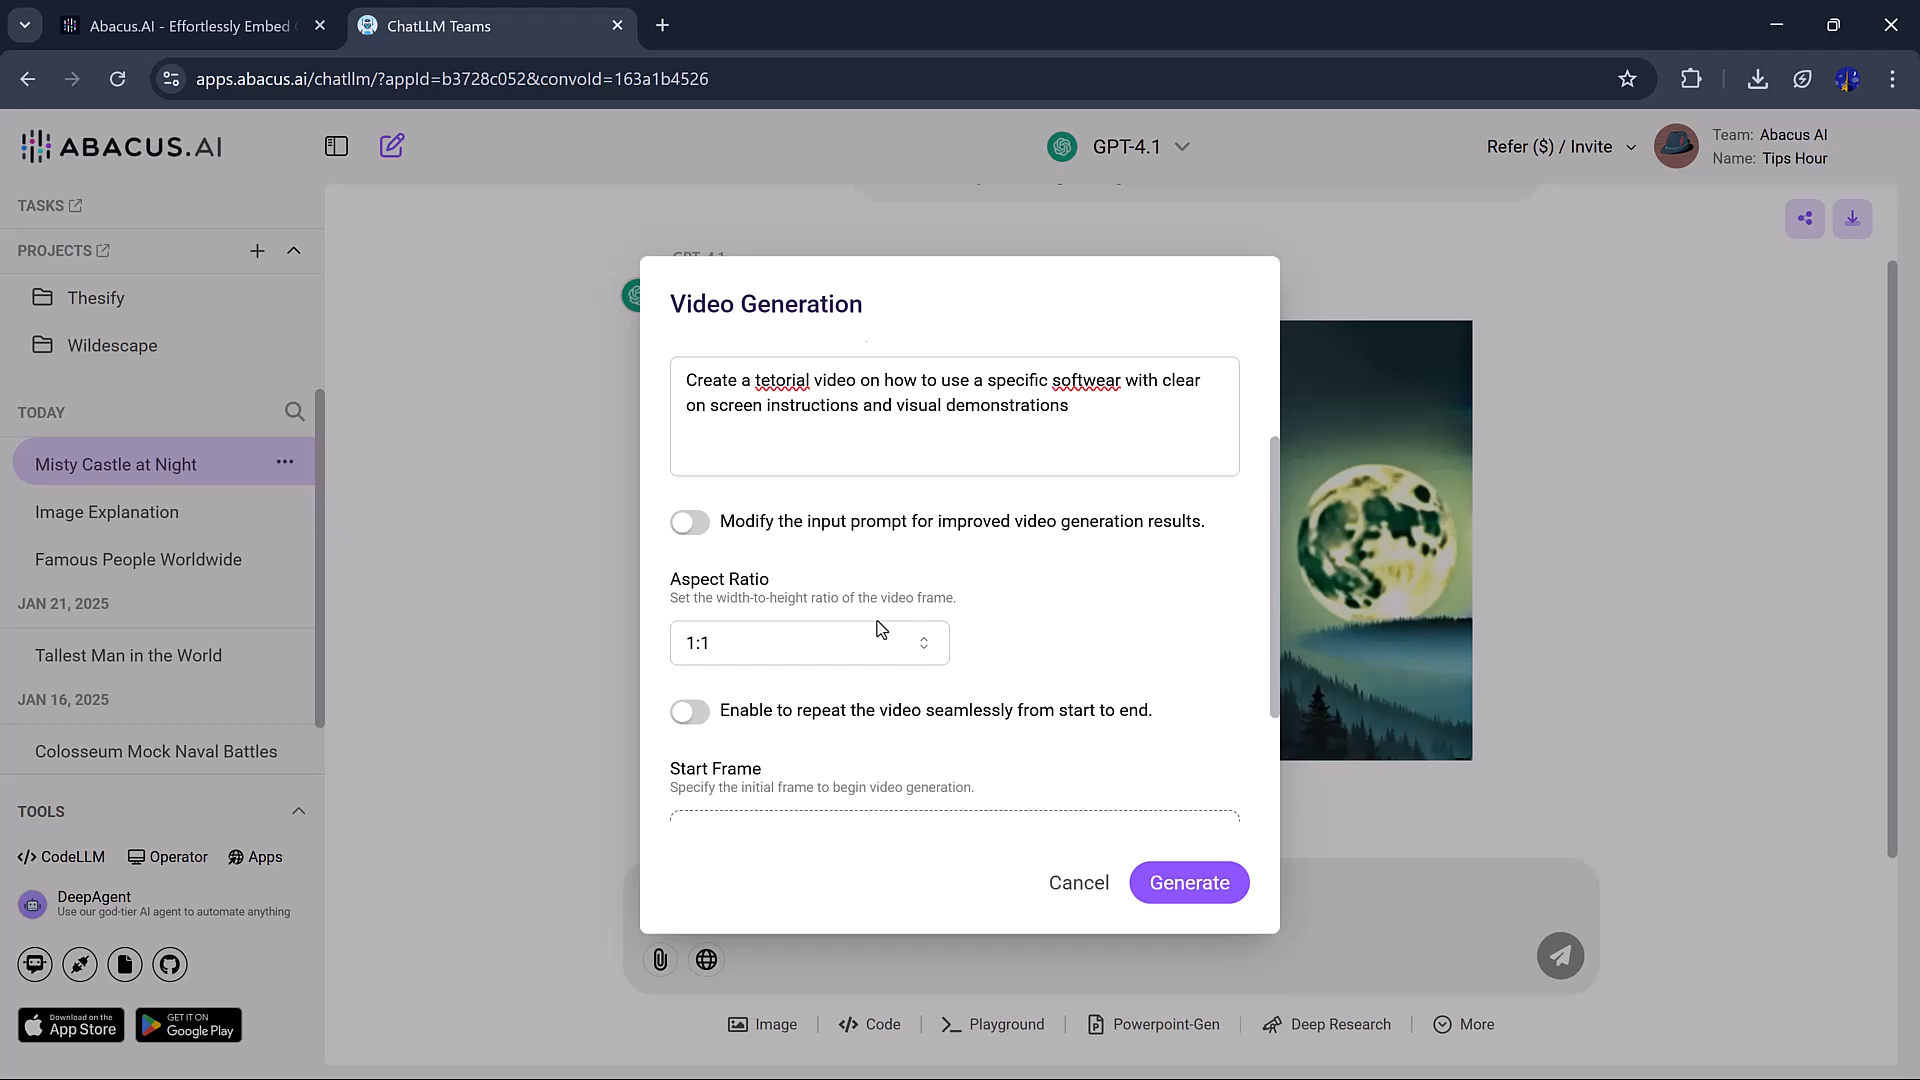 Abacus.AI - Effortlessly Embed
ChatLLM Teams
apps.abacus.ai/chatllm/?appId=b3728c052&convoId=163a1b4526
ABACUS.AI
GPT-4.1
Refer ($) / Invite
Team: Abacus AI
Name: Tips Hour
TASKS
PROJECTS
Thesify
Wildescape
TODAY
Misty Castle at Night
Image Explanation
Famous People Worldwide
JAN 21, 2025
Tallest Man in the World
JAN 16, 2025
Colosseum Mock Naval Battles
TOOLS
</> CodeLLM
Operator
Apps
DeepAgent
Use our god-tier AI agent to automate anything
Download on the
App Store
GET IT ON
Google Play
GPT-4.1
Video Generation
Create a tetorial video on how to use a specific softwear with clear
on screen instructions and visual demonstrations
Modify the input prompt for improved video generation results.
Aspect Ratio
Set the width-to-height ratio of the video frame.
1:1
Enable to repeat the video seamlessly from start to end.
Start Frame
Specify the initial frame to begin video generation.
Cancel
Generate
Image
</> Code
Playground
Powerpoint-Gen
Deep Research
More